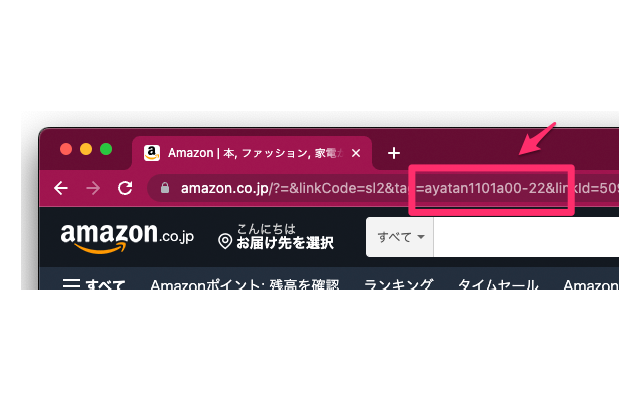 Amazon | 本, ファッション, 家電か
amazon.co.jp/?=&linkCode=sl2&tag=ayatan1101a00-22&linkId=509
amazon.co.jp
こんにちは
お届け先を選択
すべて
すべて Amazonポイント: 残高を確認 ランキング タイムセール Amazon